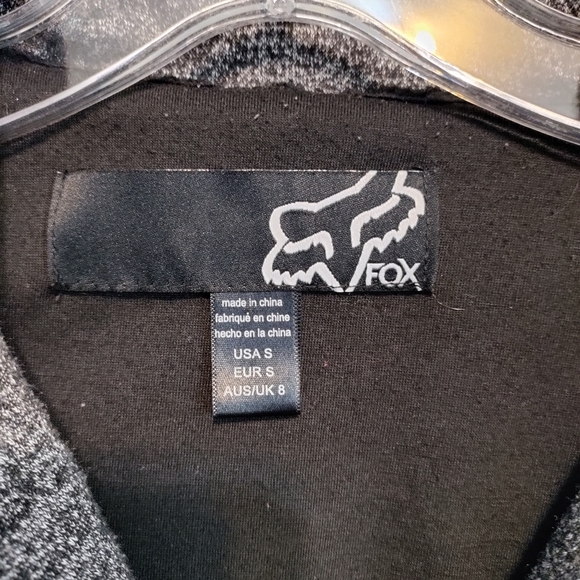 FOX
made in china
fabriqué en chine
hecho en la china
USA S
EUR S
AUS/UK 8